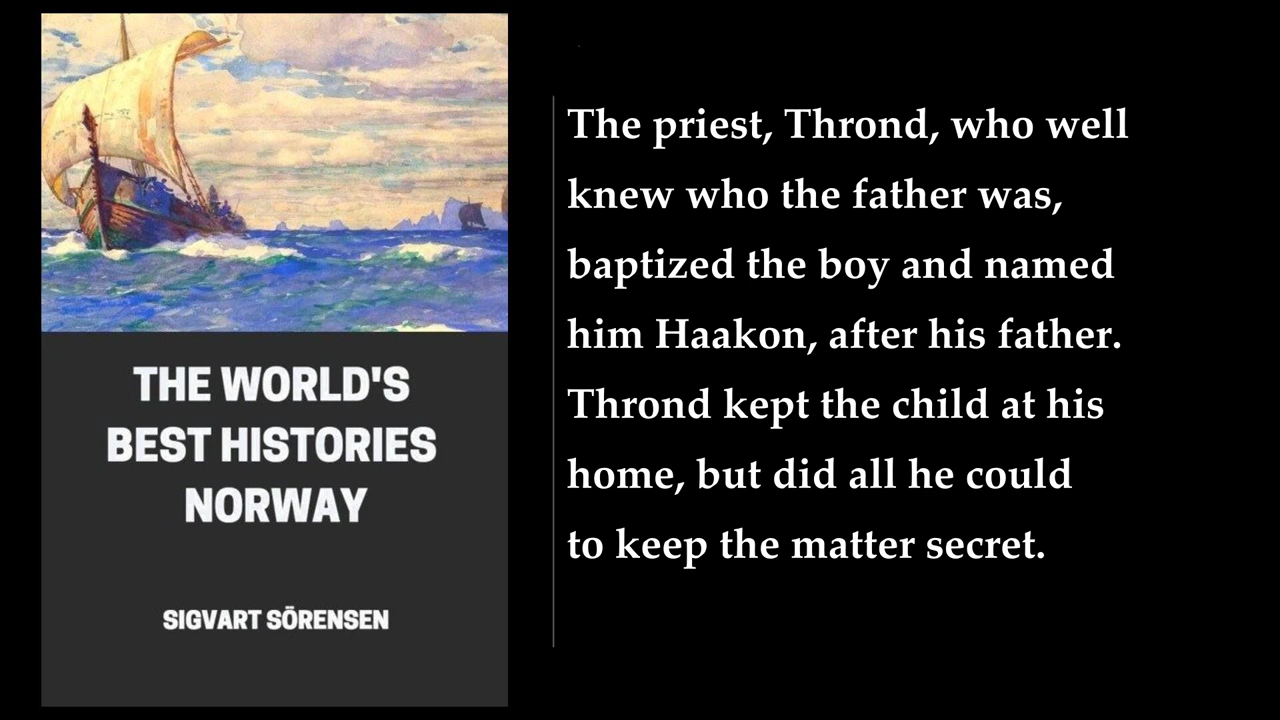 THE WORLD'S
BEST HISTORIES
NORWAY
SIGVART SÖRENSEN
The priest, Thrond, who well
knew who the father was,
baptized the boy and named
him Haakon, after his father.
Thrond kept the child at his
home, but did all he could
to keep the matter secret.